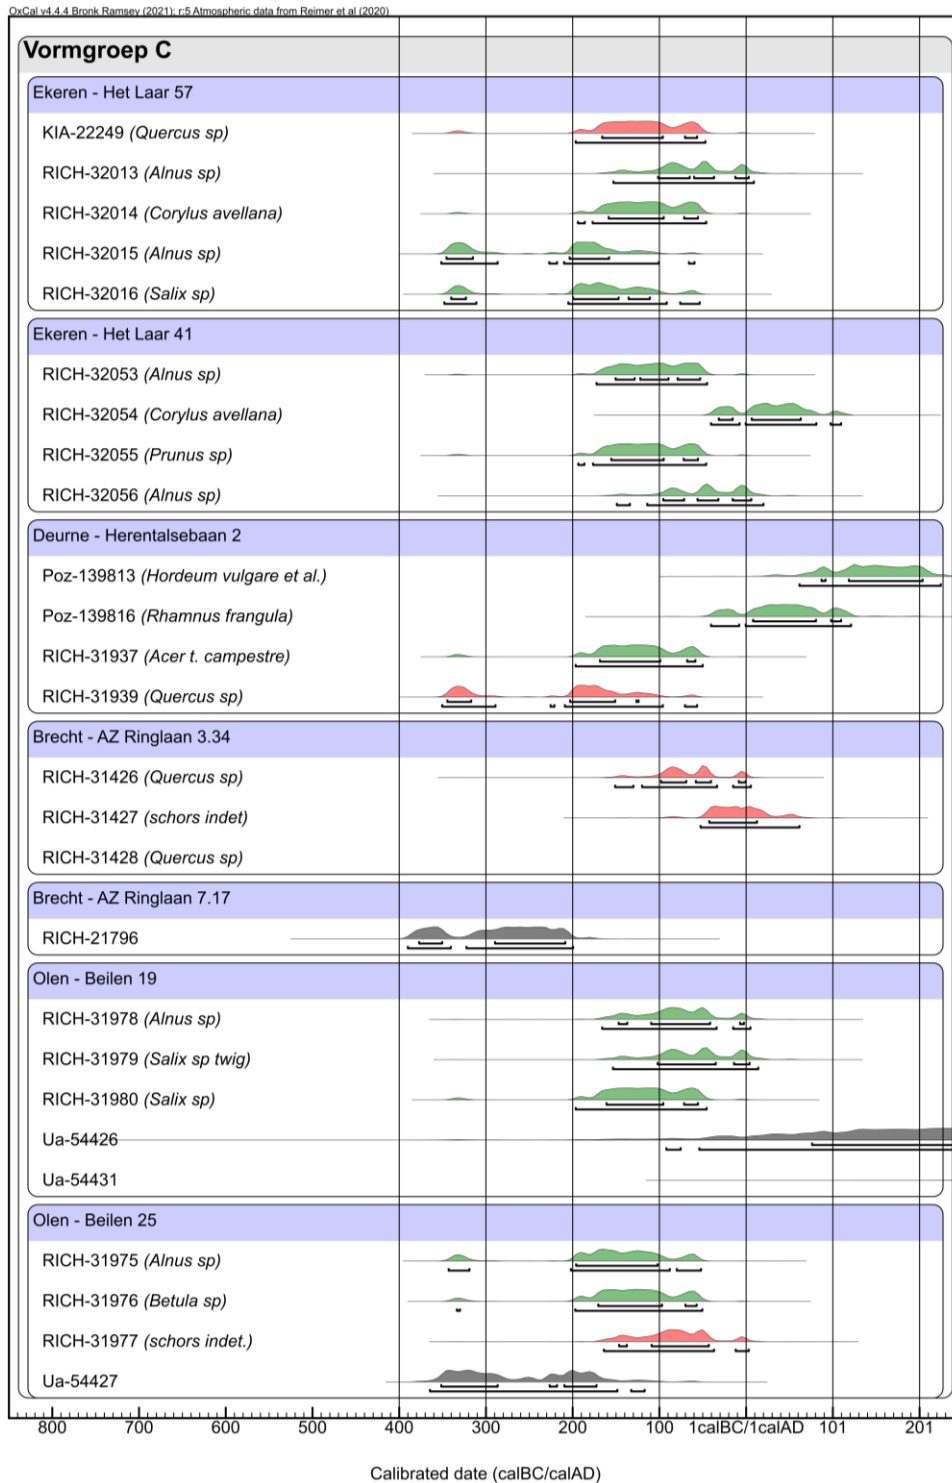 OxCal v4.4.4 Bronk Ramsey (2021); r:5 Atmospheric data from Reimer et al (2020)
Vormgroep C
Ekeren - Het Laar 57
KIA-22249 (Quercus sp)
RICH-32013 (Alnus sp)
RICH-32014 (Corylus avellana)
RICH-32015 (Alnus sp)
RICH-32016 (Salix sp)
Ekeren - Het Laar 41
RICH-32053 (Alnus sp)
RICH-32054 (Corylus avellana)
RICH-32055 (Prunus sp)
RICH-32056 (Alnus sp)
Deurne - Herentalsebaan 2
Poz-139813 (Hordeum vulgare et al.)
Poz-139816 (Rhamnus frangula)
RICH-31937 (Acer t. campestre)
RICH-31939 (Quercus sp)
Brecht - AZ Ringlaan 3.34
RICH-31426 (Quercus sp)
RICH-31427 (schors indet)
RICH-31428 (Quercus sp)
Brecht - AZ Ringlaan 7.17
RICH-21796
Olen - Beilen 19
RICH-31978 (Alnus sp)
RICH-31979 (Salix sp twig)
RICH-31980 (Salix sp)
Ua-54426
Ua-54431
Olen - Beilen 25
RICH-31975 (Alnus sp)
RICH-31976 (Betula sp)
RICH-31977 (schors indet.)
Ua-54427
800 700 600 500 400 300 200 100 1calBC/1calAD 101 201
Calibrated date (calBC/calAD)